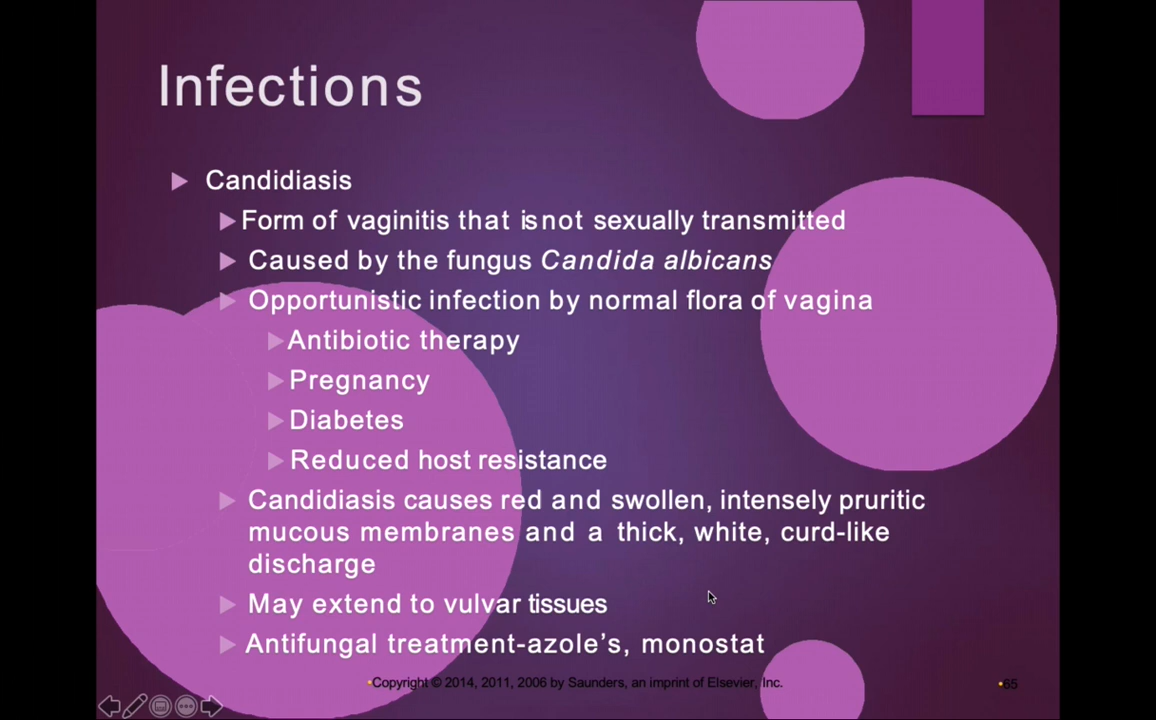 Infections
Candidiasis
Form of vaginitis that is not sexually transmitted
Caused by the fungus Candida albicans
Opportunistic infection by normal flora of vagina
Antibiotic therapy
Pregnancy
Diabetes
Reduced host resistance
Candidiasis causes red and swollen, intensely pruritic
mucous membranes and a thick, white, curd-like
discharge
May extend to vulvar tissues
Antifungal treatment-azole’s, monostat
•Copyright © 2014, 2011, 2006 by Saunders, an imprint of Elsevier, Inc.
•65